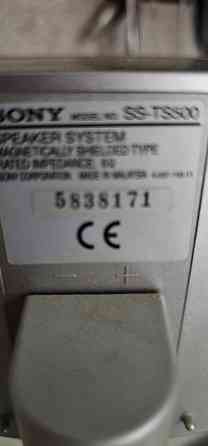 SONY MODEL NO. SS-TS500
SPEAKER SYSTEM
MAGNETICALLY SHIELDED TYPE
RATED IMPEDANCE
SONY CORPORATION MADE IN MALAYSIA
5838171
CE
− +